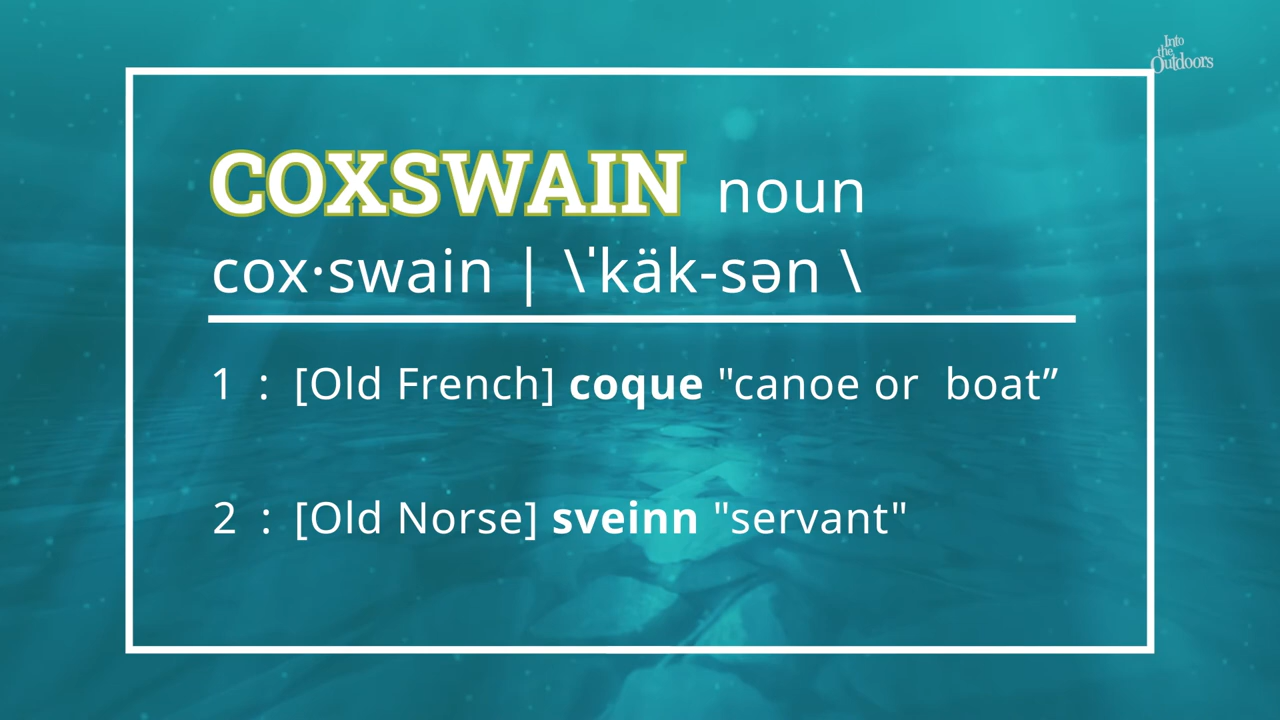 Into
the
Outdoors
COXSWAIN noun
cox·swain | \ˈkäk-sən \
1 : [Old French] coque "canoe or  boat”
2 : [Old Norse] sveinn "servant"